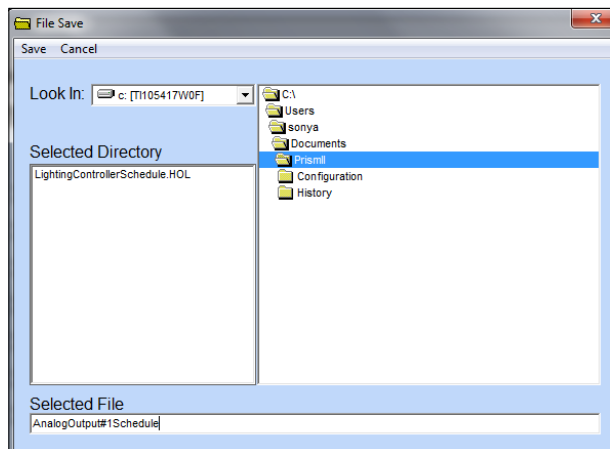 File Save
Save Cancel
Look In: c: [TI105417W0F]
C:\
Users
sonya
Documents
PrismII
Configuration
History
Selected Directory
LightingControllerSchedule.HOL
Selected File
AnalogOutput#1Schedule